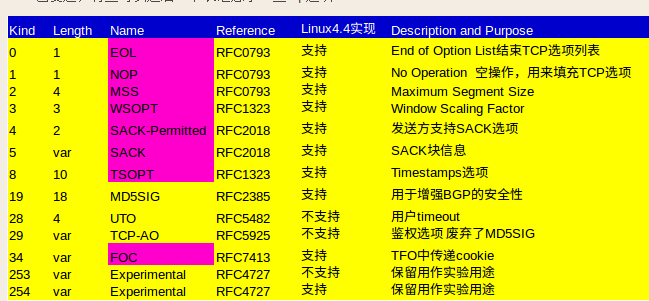 Kind Length Name Reference Linux4.4实现 Description and Purpose
0 1 EOL RFC0793 支持 End of Option List结束TCP选项列表
1 1 NOP RFC0793 支持 No Operation 空操作，用来填充TCP选项
2 4 MSS RFC0793 支持 Maximum Segment Size
3 3 WSOPT RFC1323 支持 Window Scaling Factor
4 2 SACK-Permitted RFC2018 支持 发送方支持SACK选项
5 var SACK RFC2018 支持 SACK块信息
8 10 TSOPT RFC1323 支持 Timestamps选项
19 18 MD5SIG RFC2385 支持 用于增强BGP的安全性
28 4 UTO RFC5482 不支持 用户timeout
29 var TCP-AO RFC5925 不支持 鉴权选项 废弃了MD5SIG
34 var FOC RFC7413 支持 TFO中传递cookie
253 var Experimental RFC4727 不支持 保留用作实验用途
254 var Experimental RFC4727 支持 保留用作实验用途